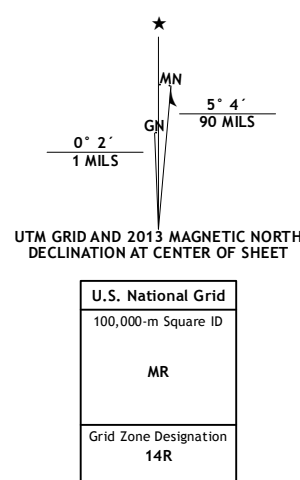 ★
MN
GN
5° 4´
90 MILS
0° 2´
1 MILS
UTM GRID AND 2013 MAGNETIC NORTH
DECLINATION AT CENTER OF SHEET
U.S. National Grid
100,000-m Square ID
MR
Grid Zone Designation
14R